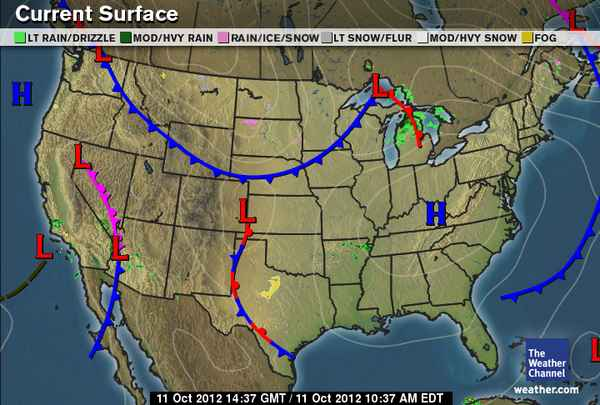 Current Surface
LT RAIN/DRIZZLE MOD/HVY RAIN RAIN/ICE/SNOW LT SNOW/FLUR MOD/HVY SNOW FOG
L
L
H
L
L
L
H
L
L
L
L
The
Weather
Channel
weather.com
11 Oct 2012 14:37 GMT / 11 Oct 2012 10:37 AM EDT